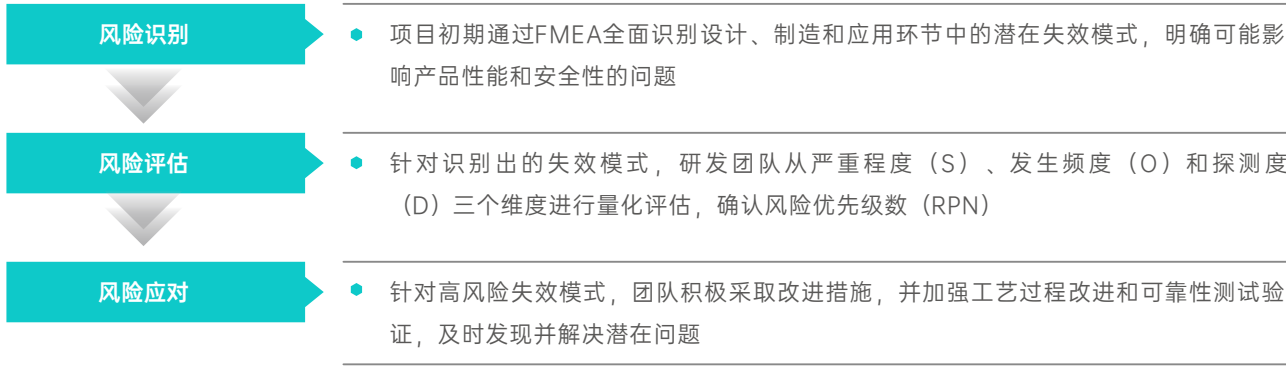 风险识别
项目初期通过FMEA全面识别设计、制造和应用环节中的潜在失效模式，明确可能影
响产品性能和安全性的问题
风险评估
针对识别出的失效模式，研发团队从严重程度（S）、发生频度（O）和探测度
（D）三个维度进行量化评估，确认风险优先级数（RPN）
风险应对
针对高风险失效模式，团队积极采取改进措施，并加强工艺过程改进和可靠性测试验
证，及时发现并解决潜在问题